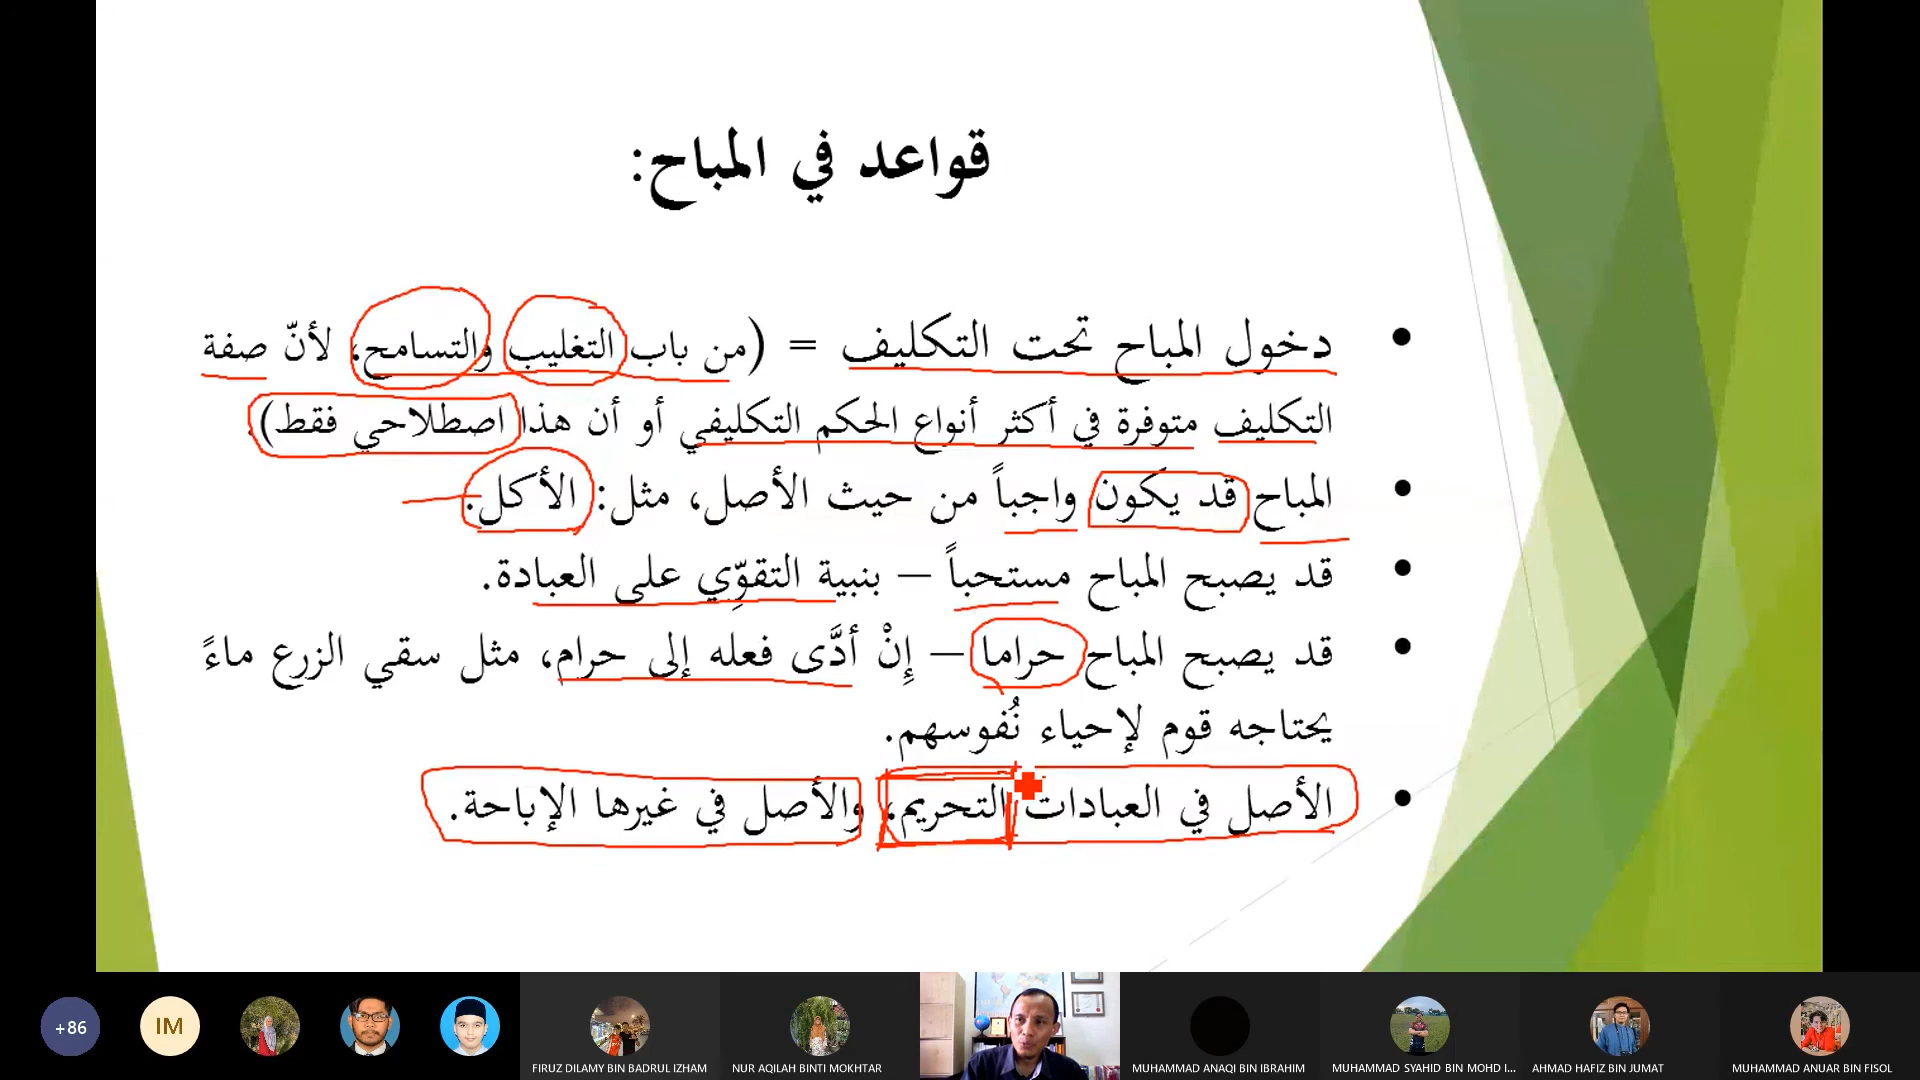 قواعد في المباح:
دخول المباح تحت التكليف = (من باب التغليب والتسامح، لأنّ صفة
التكليف متوفرة في أكثر أنواع الحكم التكليفي أو أن هذا اصطلاحي فقط).
المباح قد يكون واجباً من حيث الأصل، مثل: الأكل.
قد يصبح المباح مستحباً – بنبية التقوِّي على العبادة.
قد يصبح المباح حراما – إِنْ أدَّى فعله إلى حرام، مثل سقي الزرع ماءً
يحتاجه قوم لإحياء نُفوسهم.
الأصل في العبادات التحريم، والأصل في غيرها الإباحة.
+86
IM
FIRUZ DILAMY BIN BADRUL IZHAM
NUR AQILAH BINTI MOKHTAR
MUHAMMAD ANAQI BIN IBRAHIM
MUHAMMAD SYAHID BIN MOHD I...
AHMAD HAFIZ BIN JUMAT
MUHAMMAD ANUAR BIN FISOL